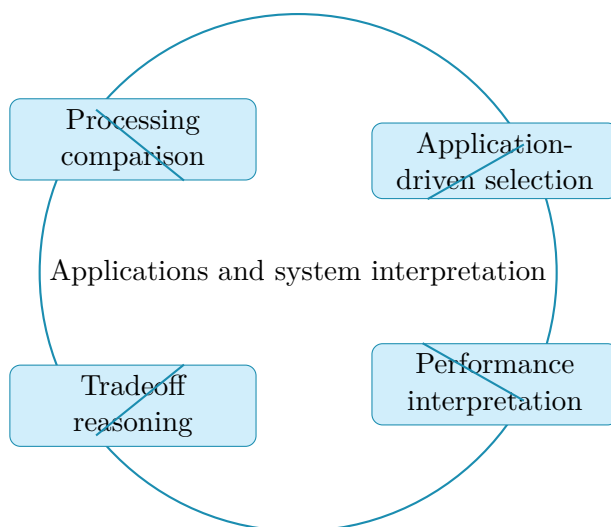 Processing
comparison
Application-
driven selection
Applications and system interpretation
Tradeoff
reasoning
Performance
interpretation